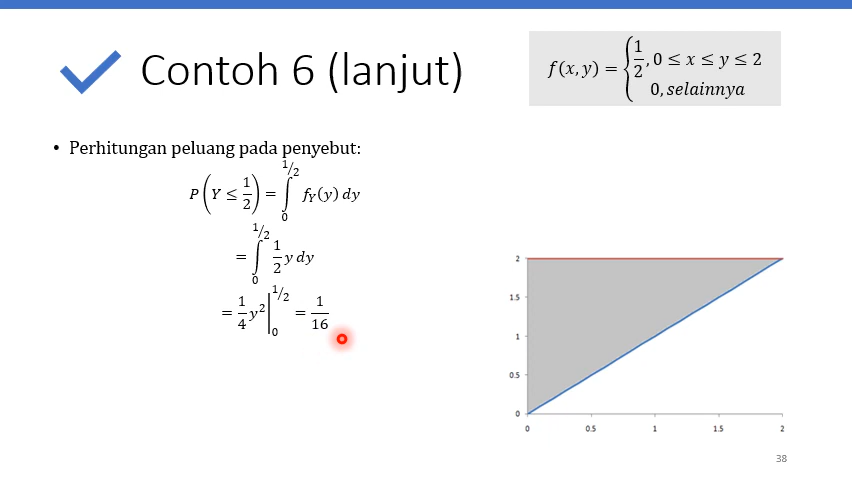 Contoh 6 (lanjut)
f(x, y) = { 1/2, 0 ≤ x ≤ y ≤ 2
0, selainnya
• Perhitungan peluang pada penyebut:
P(Y ≤ 1/2) = ∫₀^{1/2} f_Y(y) dy
= ∫₀^{1/2} 1/2 y dy
= 1/4 y² |₀^{1/2} = 1/16
2
1.5
1
0.5
0
0 0.5 1 1.5 2
38